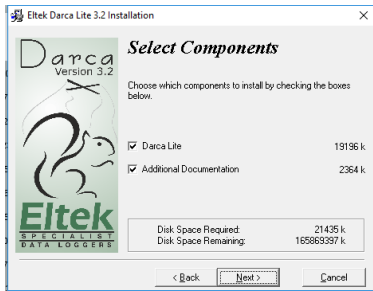 Eltek Darca Lite 3.2 Installation
Darca
Version 3.2
Eltek
SPECIALIST
DATA LOGGERS
Select Components
Choose which components to install by checking the boxes
below.
Darca Lite 19196 k
Additional Documentation 2364 k
Disk Space Required: 21435 k
Disk Space Remaining: 165869397 k
< Back Next > Cancel